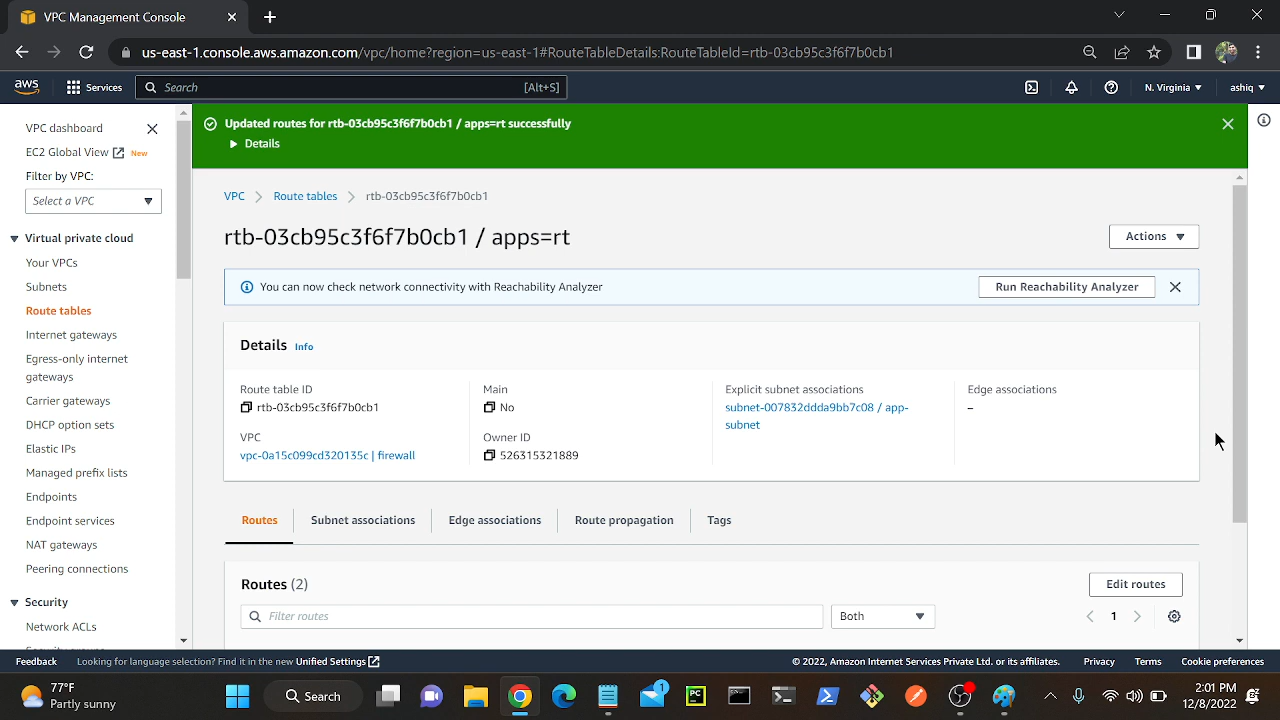 VPC Management Console
us-east-1.console.aws.amazon.com/vpc/home?region=us-east-1#RouteTableDetails:RouteTableId=rtb-03cb95c3f6f7b0cb1
aws
Services
Search
[Alt+S]
N. Virginia
ashiq
VPC dashboard
EC2 Global View New
Filter by VPC:
Select a VPC
Virtual private cloud
Your VPCs
Subnets
Route tables
Internet gateways
Egress-only internet
gateways
Carrier gateways
DHCP option sets
Elastic IPs
Managed prefix lists
Endpoints
Endpoint services
NAT gateways
Peering connections
Security
Network ACLs
Updated routes for rtb-03cb95c3f6f7b0cb1 / apps=rt successfully
Details
VPC > Route tables > rtb-03cb95c3f6f7b0cb1
rtb-03cb95c3f6f7b0cb1 / apps=rt
Actions
You can now check network connectivity with Reachability Analyzer
Run Reachability Analyzer
Details Info
Route table ID
rtb-03cb95c3f6f7b0cb1
VPC
vpc-0a15c099cd320135c | firewall
Main
No
Owner ID
526315321889
Explicit subnet associations
subnet-007832ddda9bb7c08 / app-
subnet
Edge associations
–
Routes
Subnet associations
Edge associations
Route propagation
Tags
Routes (2)
Edit routes
Filter routes
Both
1
Feedback
Looking for language selection? Find it in the new Unified Settings
© 2022, Amazon Internet Services Private Ltd. or its affiliates.
Privacy
Terms
Cookie preferences
77°F
Partly sunny
Search
1
PC
2:01 PM
12/8/2022